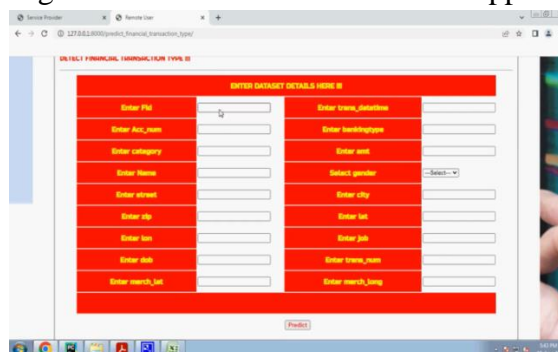 Service Provider Remote User
127.0.0.1:8000/predict_financial_transaction_type/
DETECT FINANCIAL TRANSACTION TYPE !!!
ENTER DATASET DETAILS HERE !!!
Enter Fid Enter trans_datetime
Enter Acc_num Enter bankingtype
Enter catagory Enter amt
Enter Name Select gender ---Select---
Enter street Enter city
Enter zip Enter lat
Enter lon Enter job
Enter dob Enter trans_num
Enter merch_lat Enter merch_long
Predict